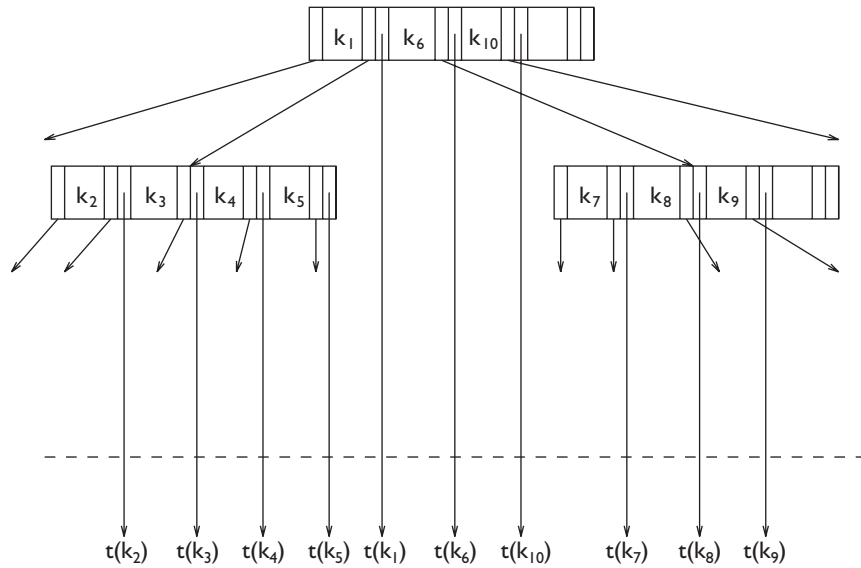 k₁ k₆ k₁₀
k₂ k₃ k₄ k₅ k₇ k₈ k₉
t(k₂) t(k₃) t(k₄) t(k₅) t(k₁) t(k₆) t(k₁₀) t(k₇) t(k₈) t(k₉)